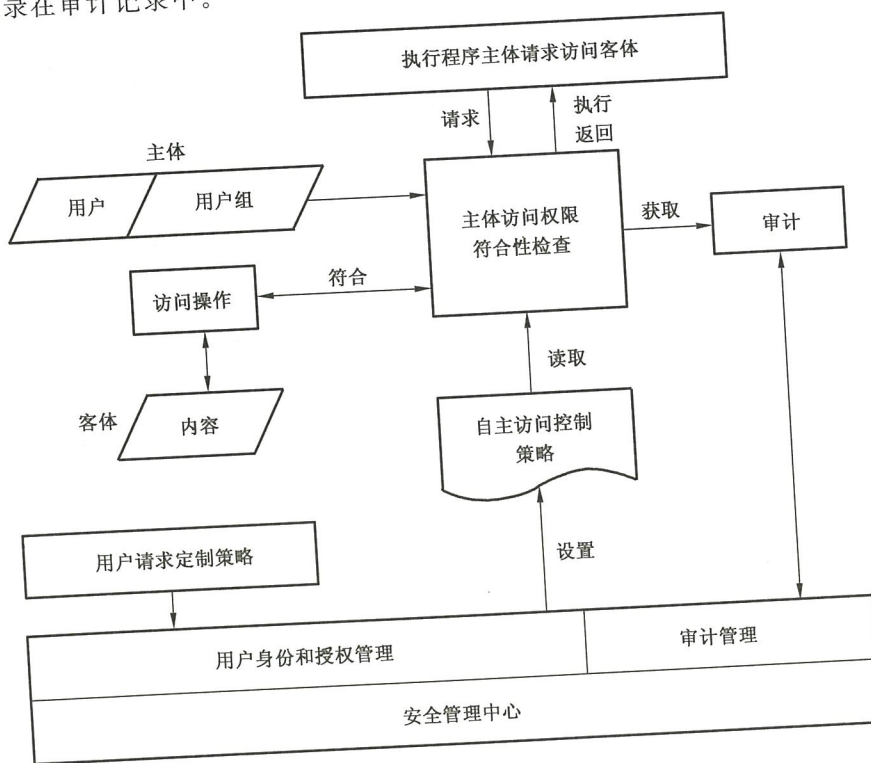 录在审计记录中。
执行程序主体请求访问客体
请求
执行
返回
主体
用户
用户组
主体访问权限
符合性检查
获取
审计
访问操作
符合
读取
客体
内容
自主访问控制
策略
用户请求定制策略
设置
用户身份和授权管理
审计管理
安全管理中心